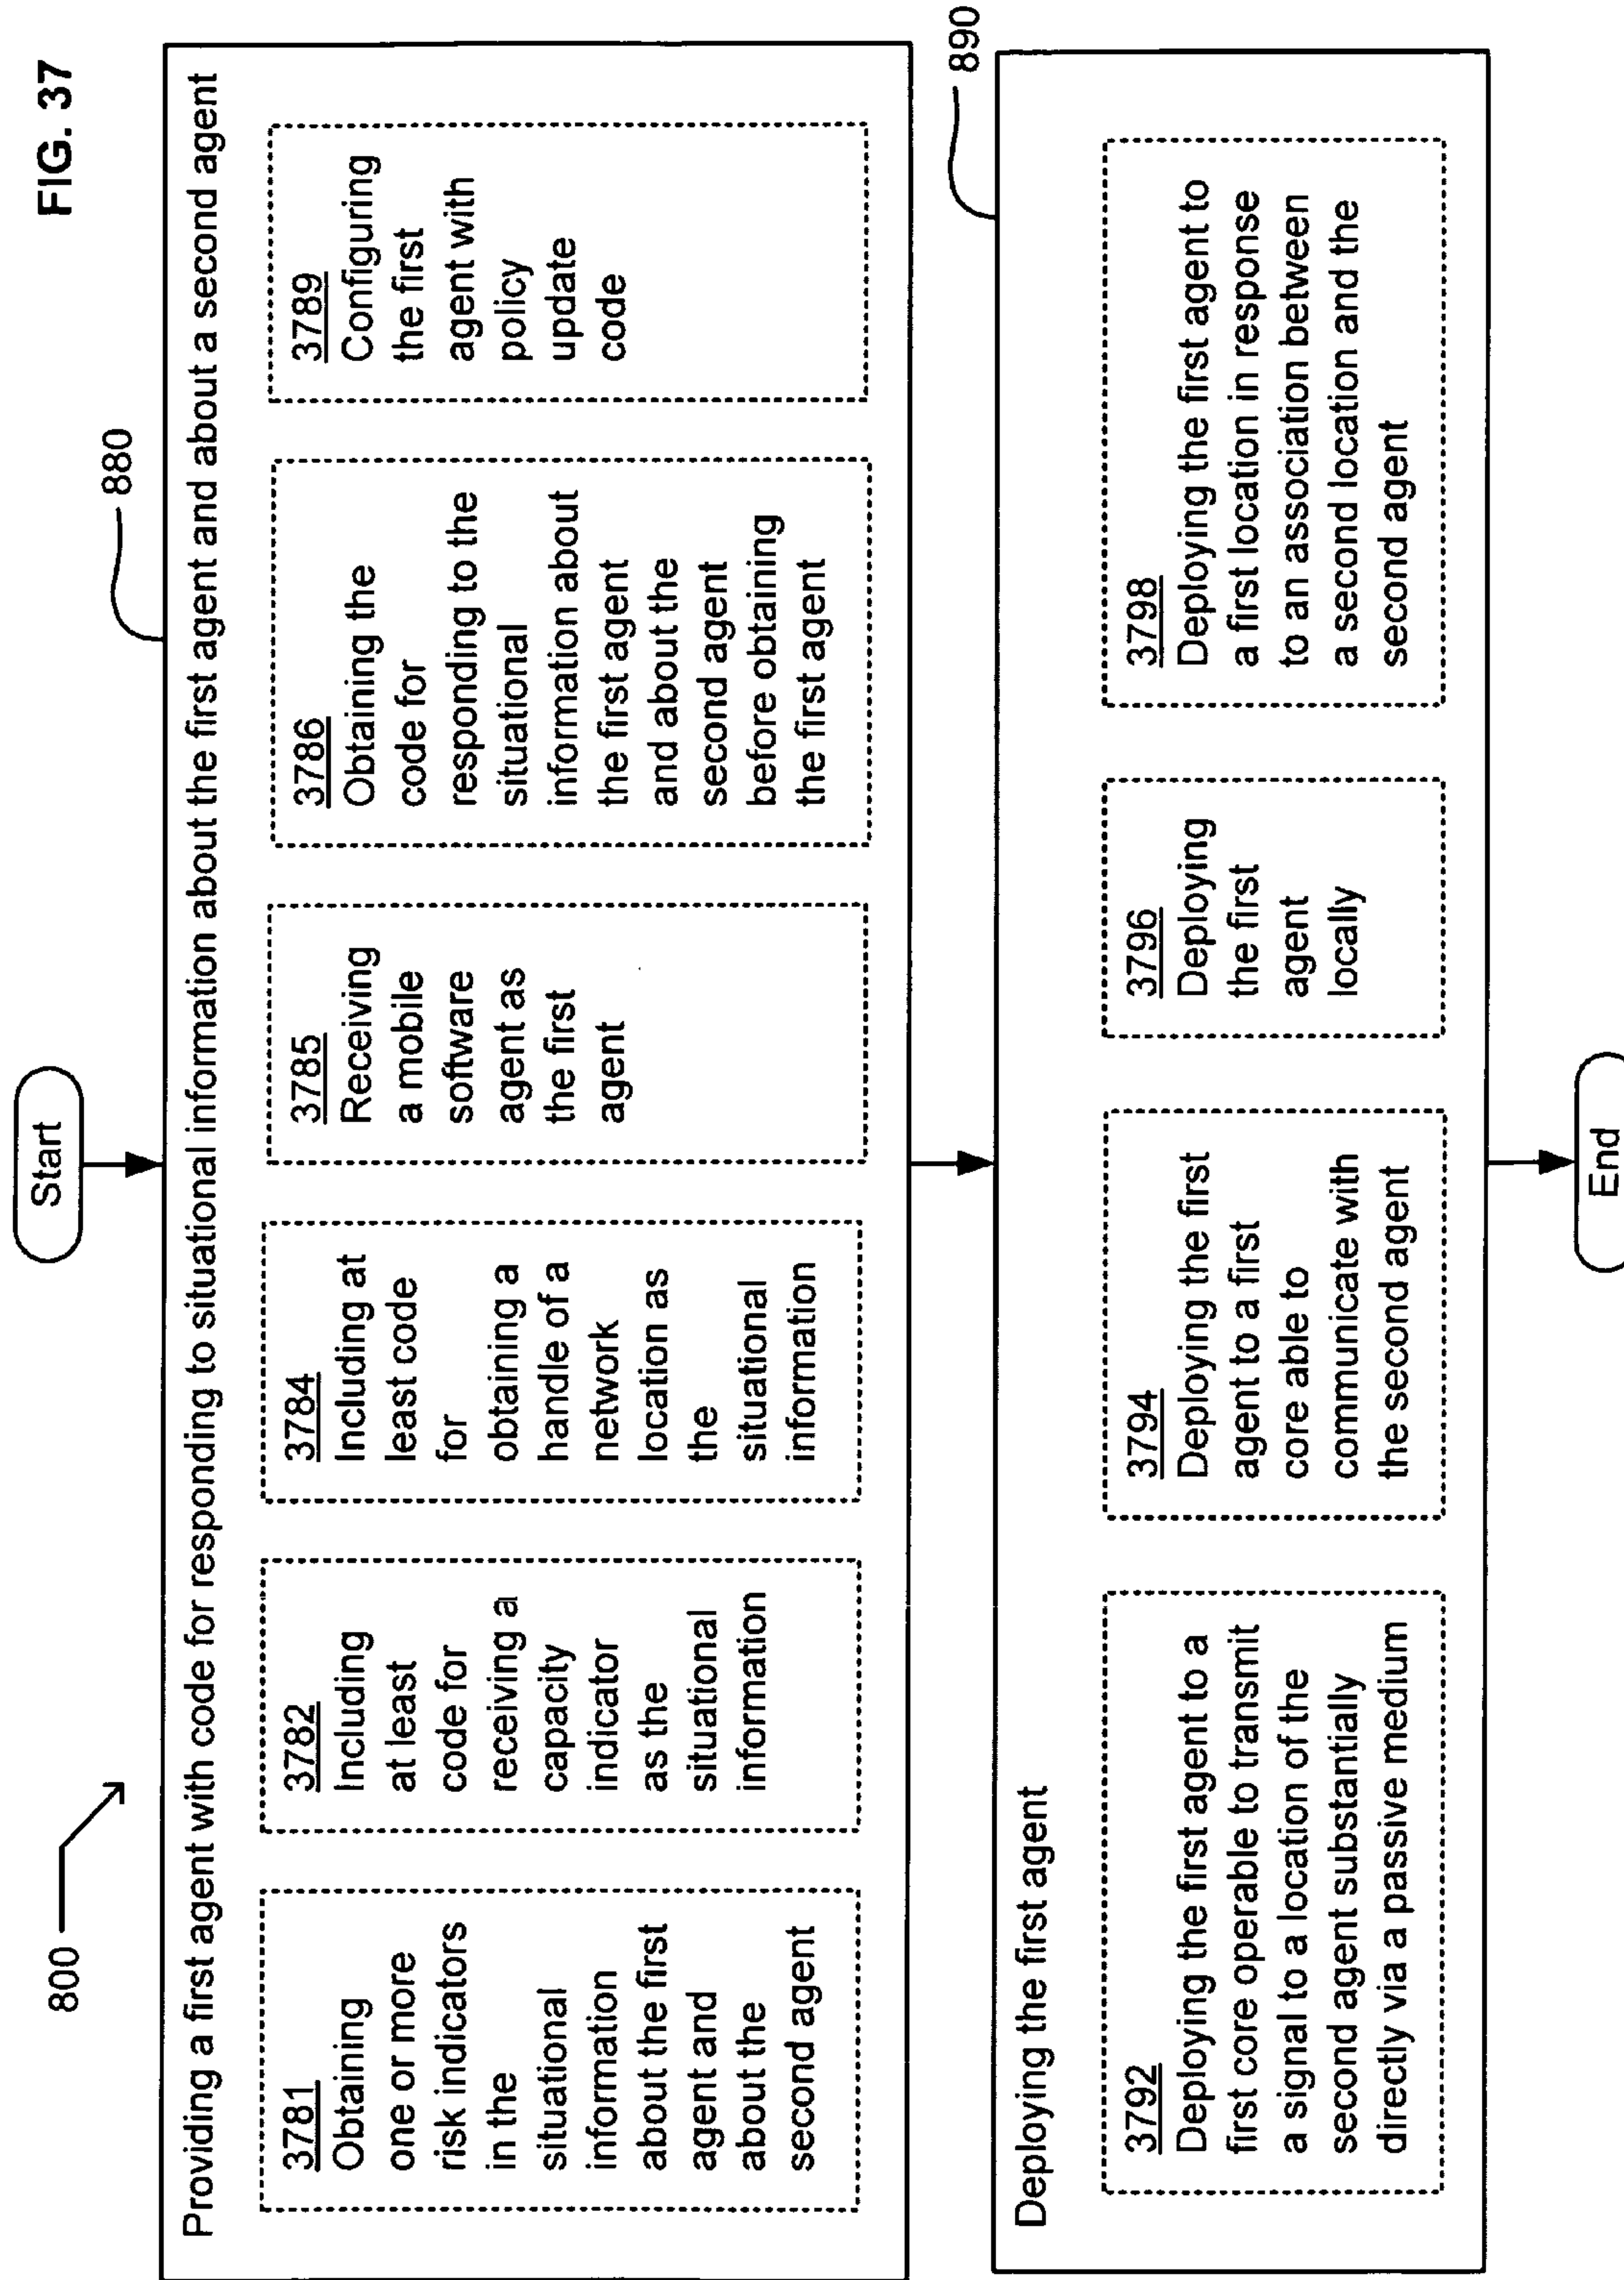 FIG. 37
800
Start
880
Providing a first agent with code for responding to situational information about the first agent and about a second agent
3781
Obtaining
one or more
risk indicators
in the
situational
information
about the first
agent and
about the
second agent
3782
Including
at least
code for
receiving a
capacity
indicator
as the
situational
information
3784
Including at
least code
for
obtaining a
handle of a
network
location as
the
situational
information
3785
Receiving
a mobile
software
agent as
the first
agent
3786
Obtaining the
code for
responding to the
situational
information about
the first agent
and about the
second agent
before obtaining
the first agent
3789
Configuring
the first
agent with
policy
update
code
890
Deploying the first agent
3792
Deploying the first agent to a
first core operable to transmit
a signal to a location of the
second agent substantially
directly via a passive medium
3794
Deploying the first
agent to a first
core able to
communicate with
the second agent
3796
Deploying
the first
agent
locally
3798
Deploying the first agent to
a first location in response
to an association between
a second location and the
second agent
End